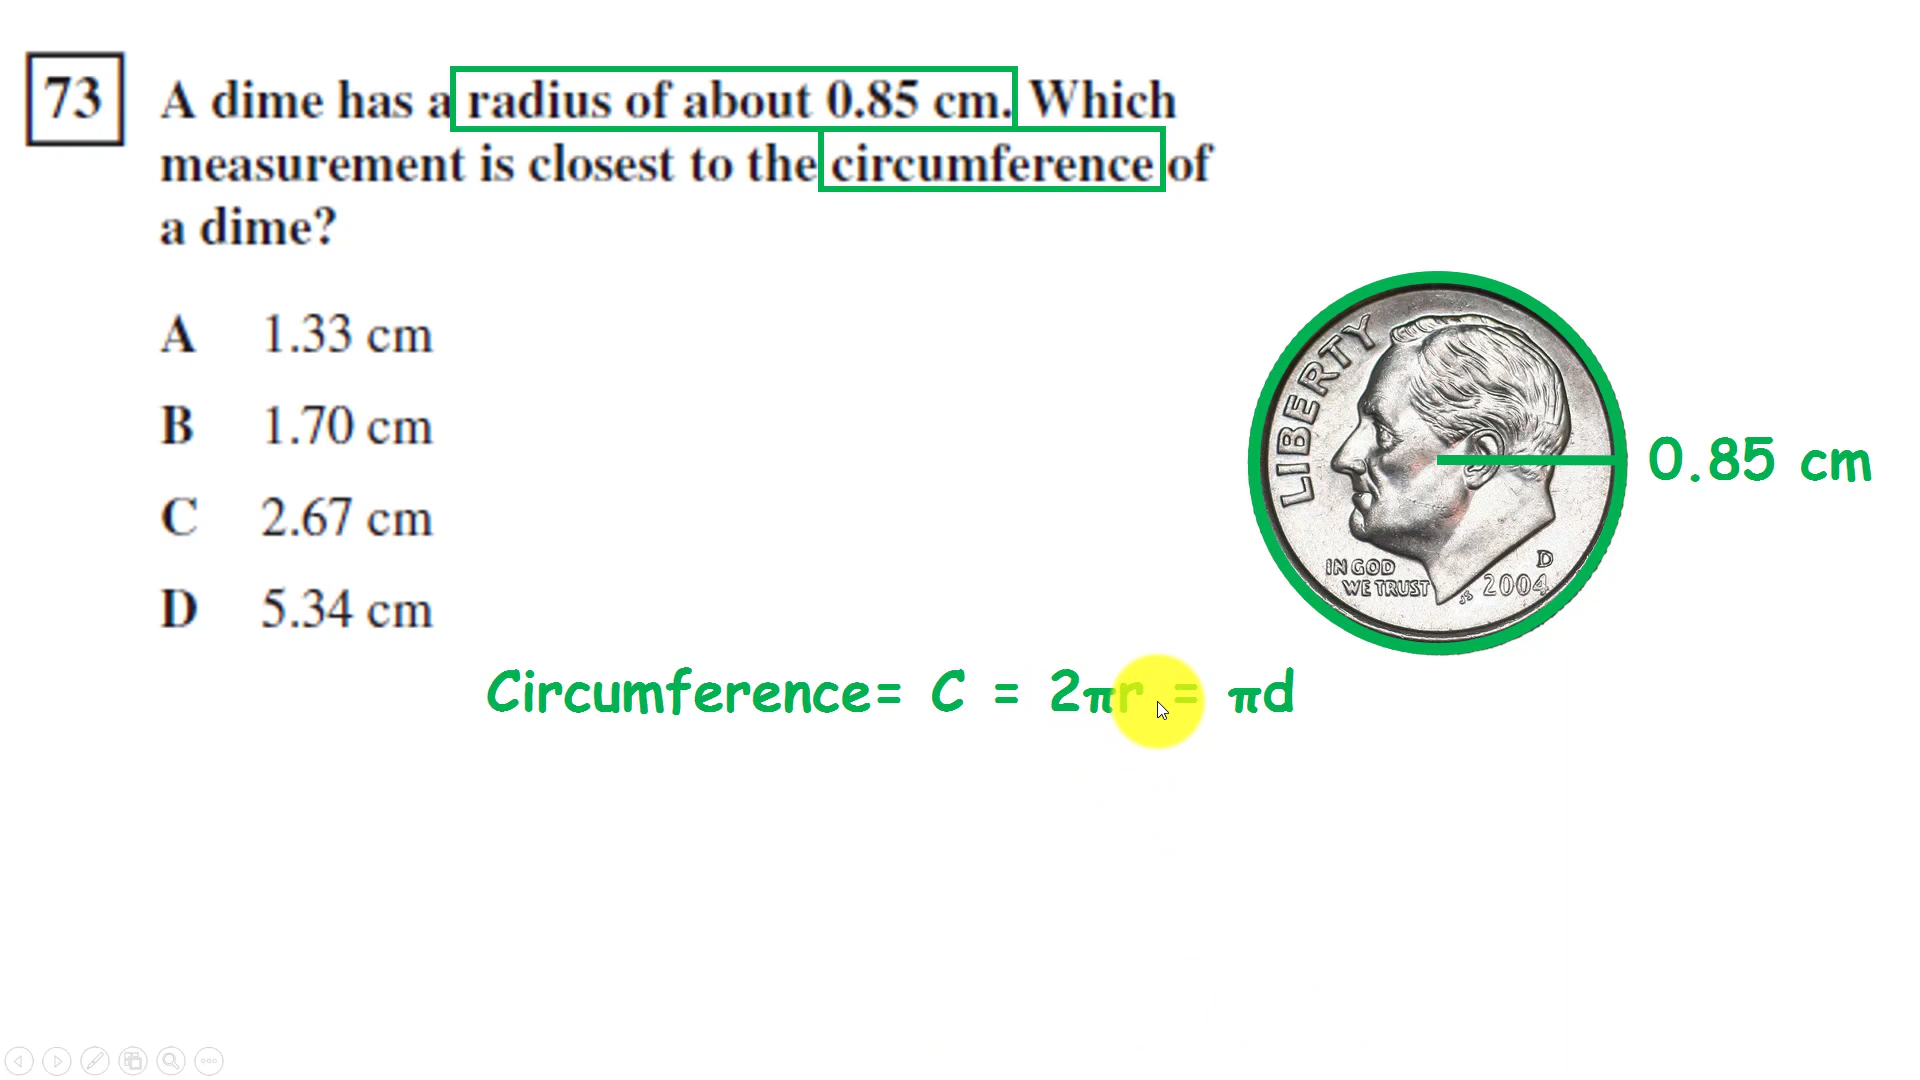 73
A dime has a radius of about 0.85 cm. Which
measurement is closest to the circumference of
a dime?
A 1.33 cm
B 1.70 cm
C 2.67 cm
D 5.34 cm
LIBERTY
IN GOD
WE TRUST
JS
D
2004
0.85 cm
Circumference= C = 2πr = πd